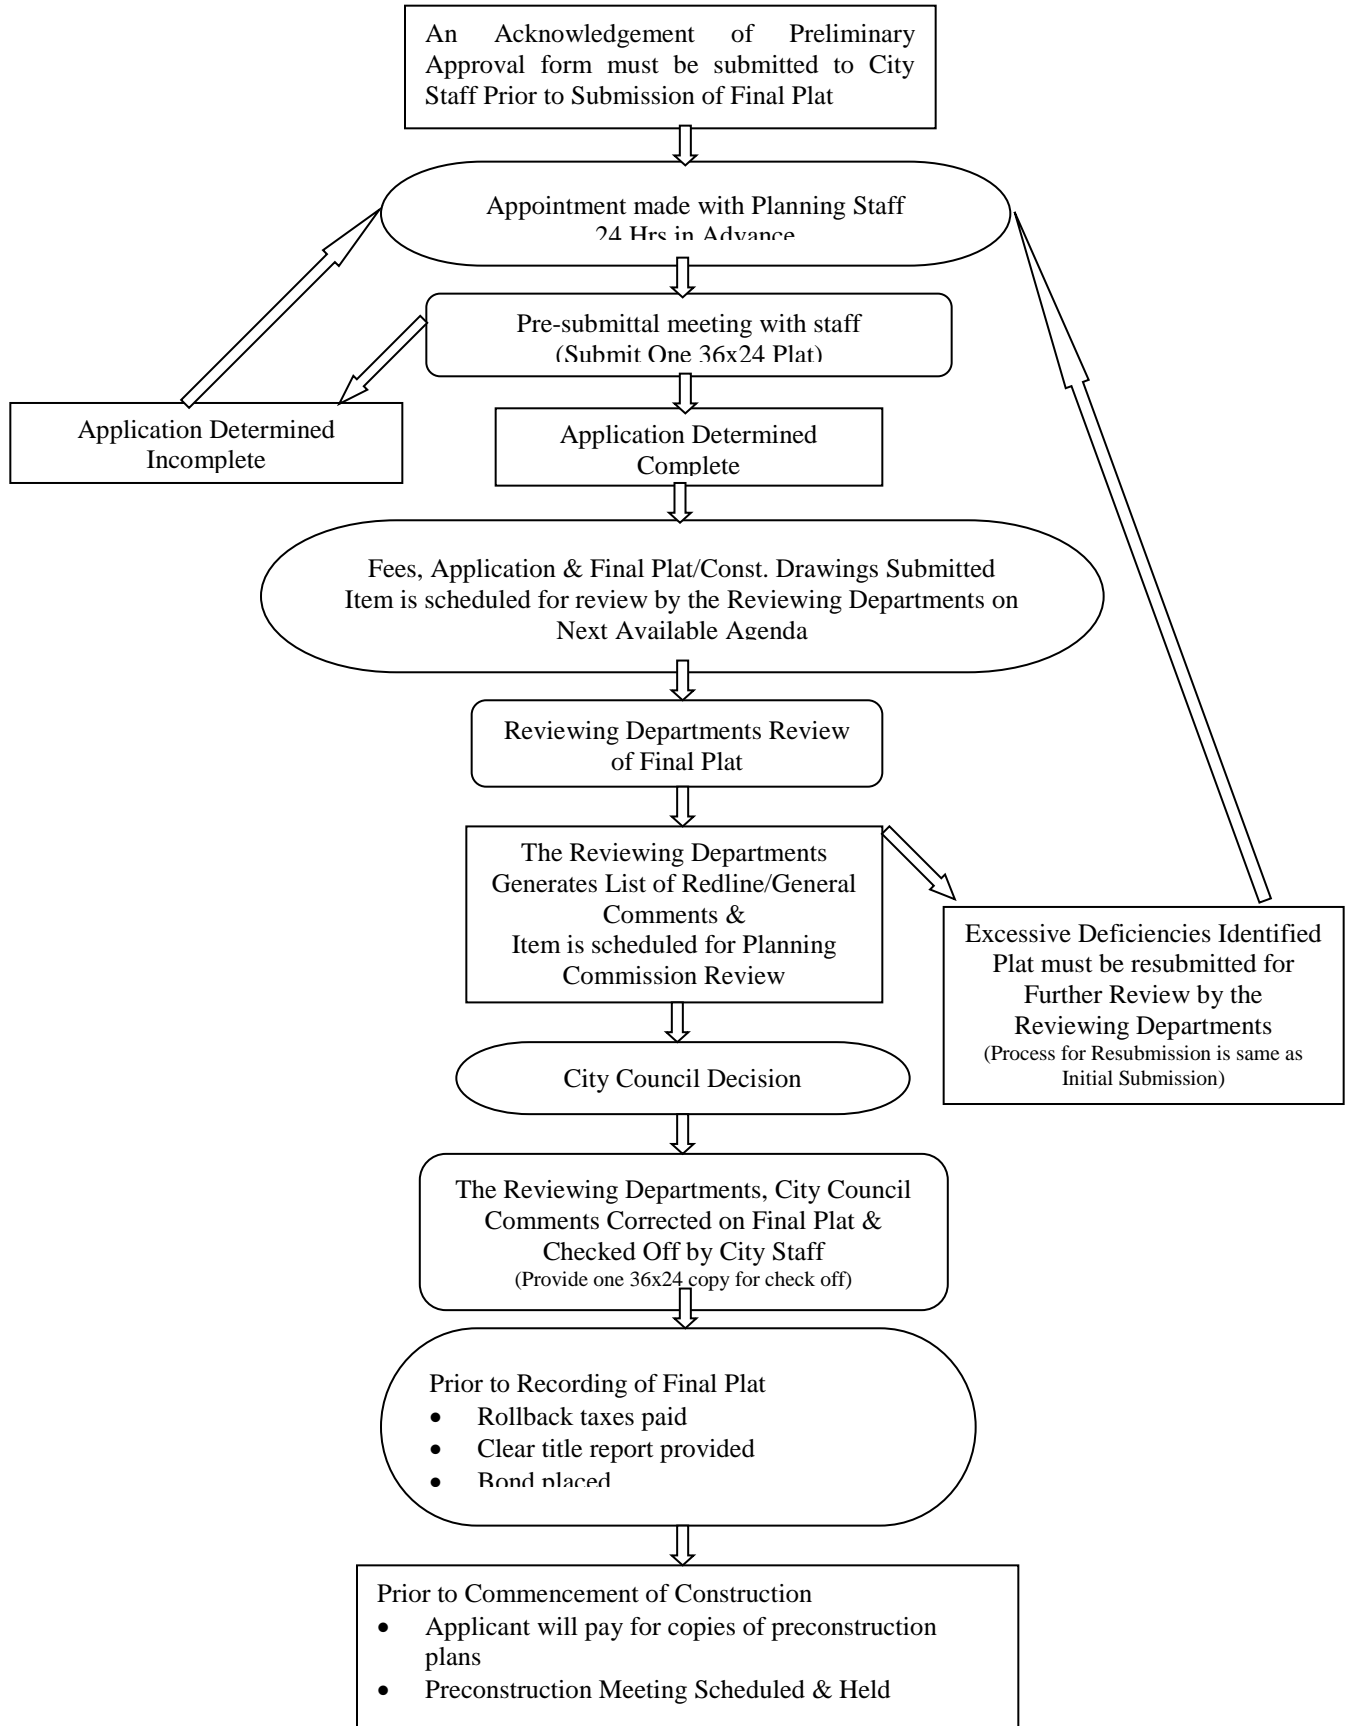 An Acknowledgement of Preliminary
Approval form must be submitted to City
Staff Prior to Submission of Final Plat
Appointment made with Planning Staff
24 Hrs in Advance
Pre-submittal meeting with staff
(Submit One 36x24 Plat)
Application Determined
Incomplete
Application Determined
Complete
Fees, Application & Final Plat/Const. Drawings Submitted
Item is scheduled for review by the Reviewing Departments on
Next Available Agenda
Reviewing Departments Review
of Final Plat
The Reviewing Departments
Generates List of Redline/General
Comments &
Item is scheduled for Planning
Commission Review
Excessive Deficiencies Identified
Plat must be resubmitted for
Further Review by the
Reviewing Departments
(Process for Resubmission is same as
Initial Submission)
City Council Decision
The Reviewing Departments, City Council
Comments Corrected on Final Plat &
Checked Off by City Staff
(Provide one 36x24 copy for check off)
Prior to Recording of Final Plat
• Rollback taxes paid
• Clear title report provided
• Bond placed
Prior to Commencement of Construction
• Applicant will pay for copies of preconstruction
plans
• Preconstruction Meeting Scheduled & Held